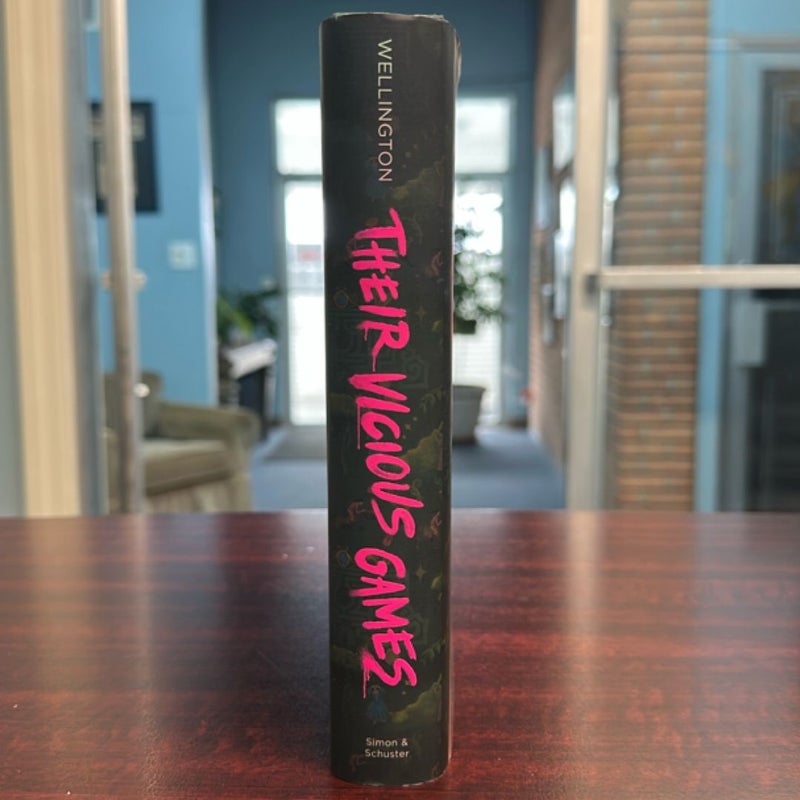 WELLINGTON
THEIR VICIOUS GAMES
Simon &
Schuster